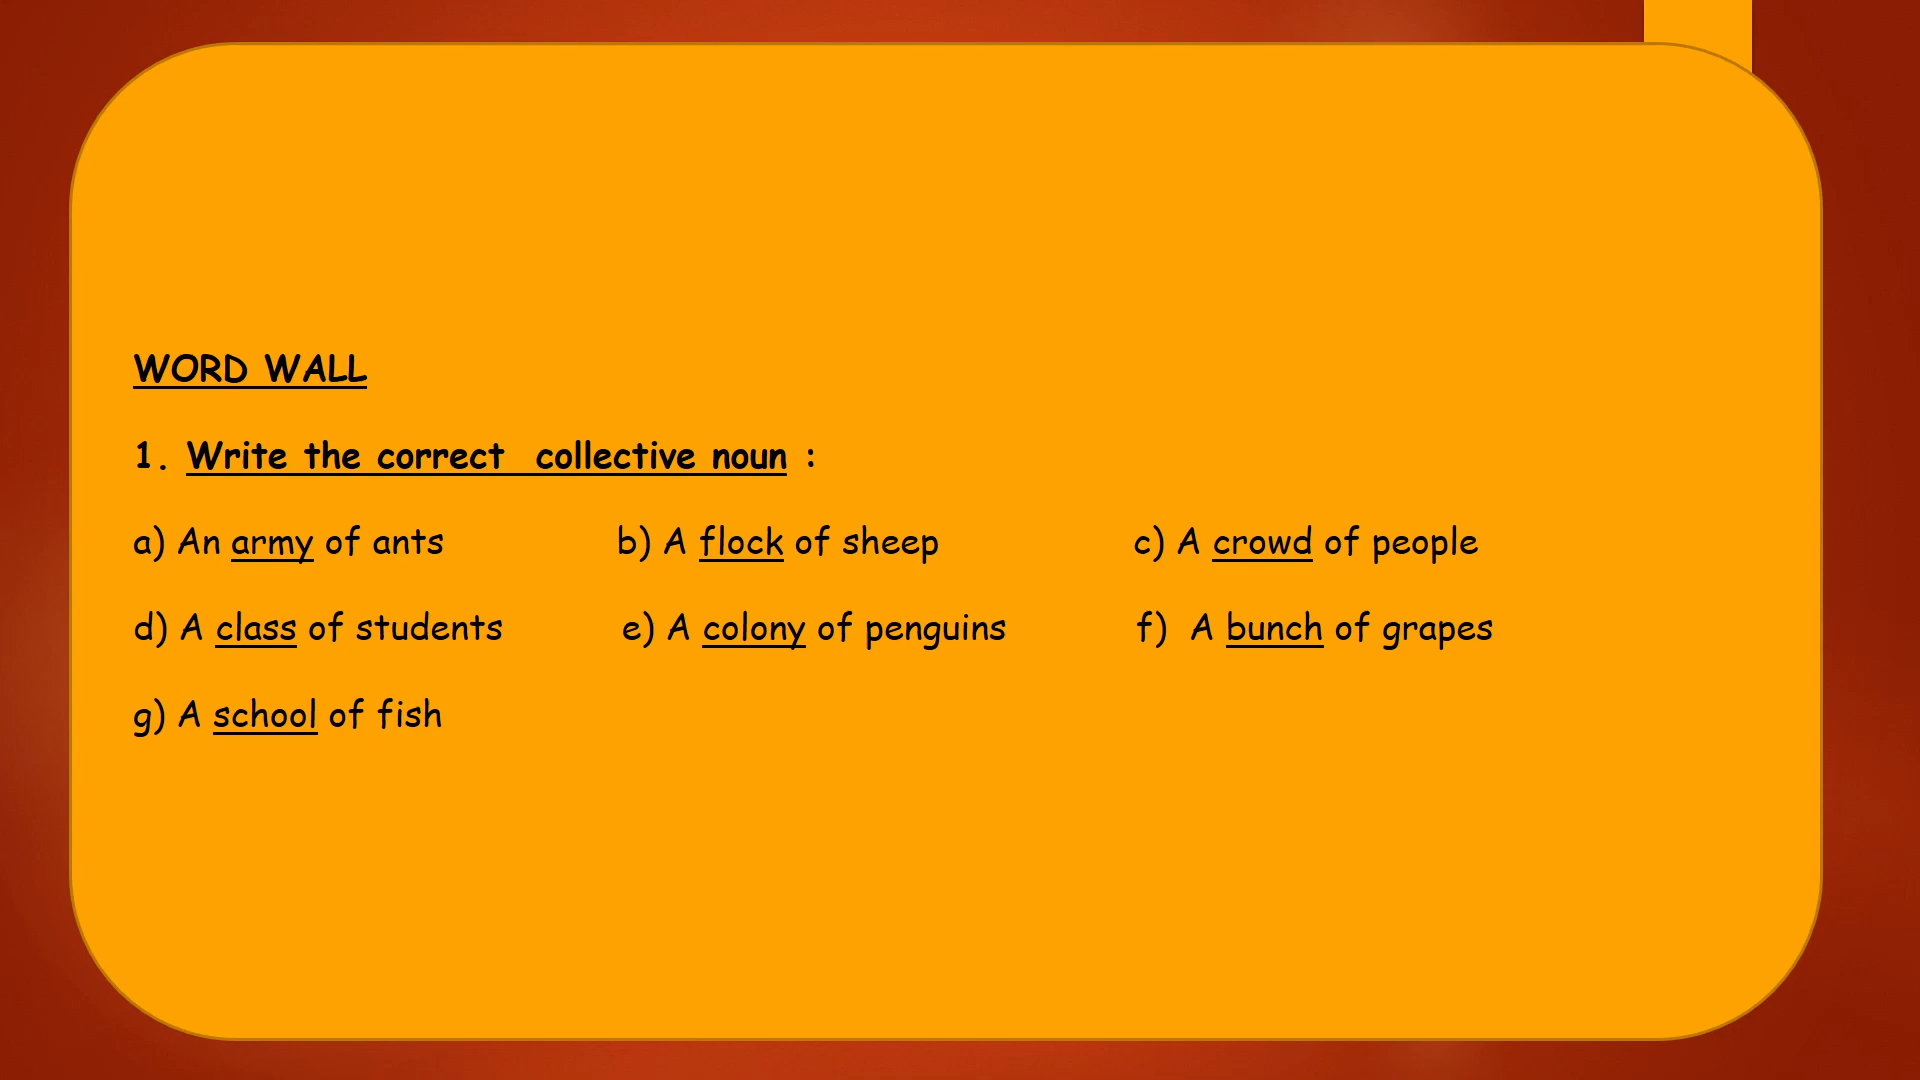 WORD WALL
1. Write the correct  collective noun :
a) An army of ants b) A flock of sheep c) A crowd of people
d) A class of students e) A colony of penguins f)  A bunch of grapes
g) A school of fish